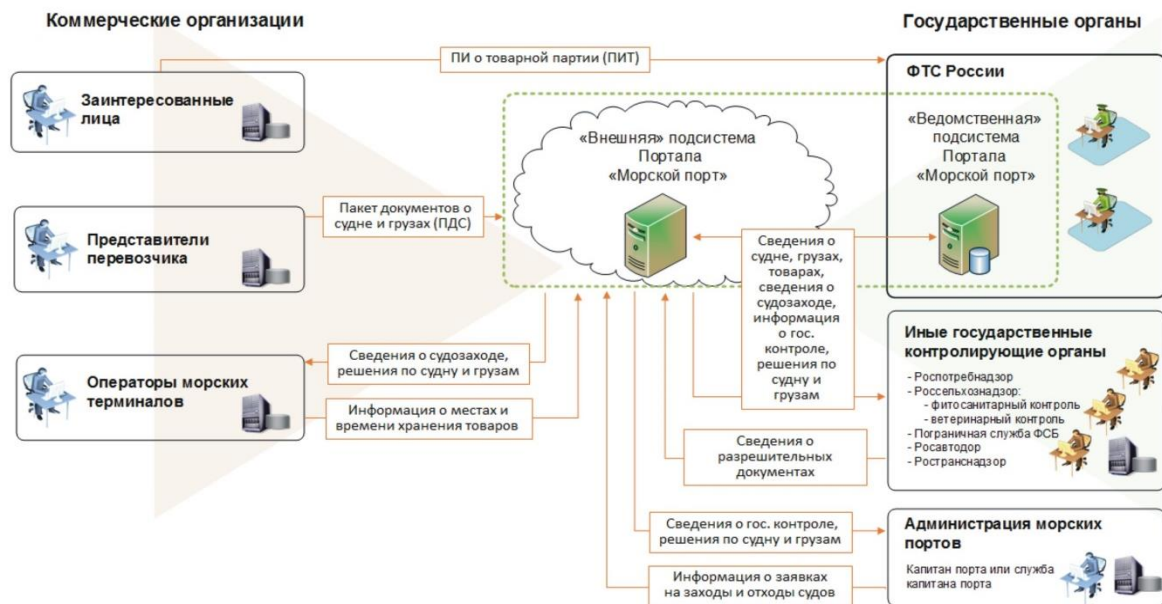 Коммерческие организации
Государственные органы
ПИ о товарной партии (ПИТ)
ФТС России
Заинтересованные
лица
«Внешняя» подсистема
Портала
«Морской порт»
«Ведомственная»
подсистема
Портала
«Морской порт»
Пакет документов о
судне и грузах (ПДС)
Представители
перевозчика
Сведения о
судне, грузах,
товарах,
сведения о
судозаходе,
информация
о гос.
контроле,
решения по
судну и
грузам
Сведения о судозаходе,
решения по судну и грузам
Операторы морских
терминалов
Информация о местах и
времени хранения товаров
Иные государственные
контролирующие органы
- Роспотребнадзор
- Россельхознадзор:
- фитосанитарный контроль
- ветеринарный контроль
- Пограничная служба ФСБ
- Росавтодор
- Ространснадзор
Сведения о
разрешительных
документах
Сведения о гос. контроле,
решения по судну и грузам
Администрация морских
портов
Капитан порта или служба
капитана порта
Информация о заявках
на заходы и отходы судов